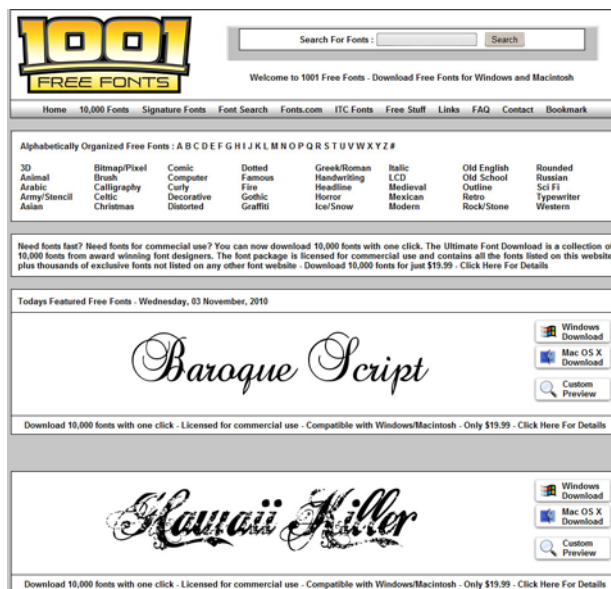 1001
FREE FONTS
Search For Fonts :
Search
Welcome to 1001 Free Fonts - Download Free Fonts for Windows and Macintosh
Home 10,000 Fonts Signature Fonts Font Search Fonts.com ITC Fonts Free Stuff Links FAQ Contact Bookmark
Alphabetically Organized Free Fonts : A B C D E F G H I J K L M N O P Q R S T U V W X Y Z #
3D Bitmap/Pixel Comic Dotted Greek/Roman Italic Old English Rounded
Animal Brush Computer Famous Handwriting LCD Old School Russian
Arabic Calligraphy Curly Fire Headline Medieval Outline Sci Fi
Army/Stencil Celtic Decorative Gothic Horror Mexican Retro Typewriter
Asian Christmas Distorted Graffiti Ice/Snow Modern Rock/Stone Western
Need fonts fast? Need fonts for commecial use? You can now download 10,000 fonts with one click. The Ultimate Font Download is a collection of
10,000 fonts from award winning font designers. The font package is licensed for commercial use and contains all the fonts listed on this website
plus thousands of exclusive fonts not listed on any other font website - Download 10,000 fonts for just $19.99 - Click Here For Details
Todays Featured Free Fonts - Wednesday, 03 November, 2010
Baroque Script
Windows
Download
Mac OS X
Download
Custom
Preview
Download 10,000 fonts with one click - Licensed for commercial use - Compatible with Windows/Macintosh - Only $19.99 - Click Here For Details
Hawaii Killer
Windows
Download
Mac OS X
Download
Custom
Preview
Download 10,000 fonts with one click - Licensed for commercial use - Compatible with Windows/Macintosh - Only $19.99 - Click Here For Details